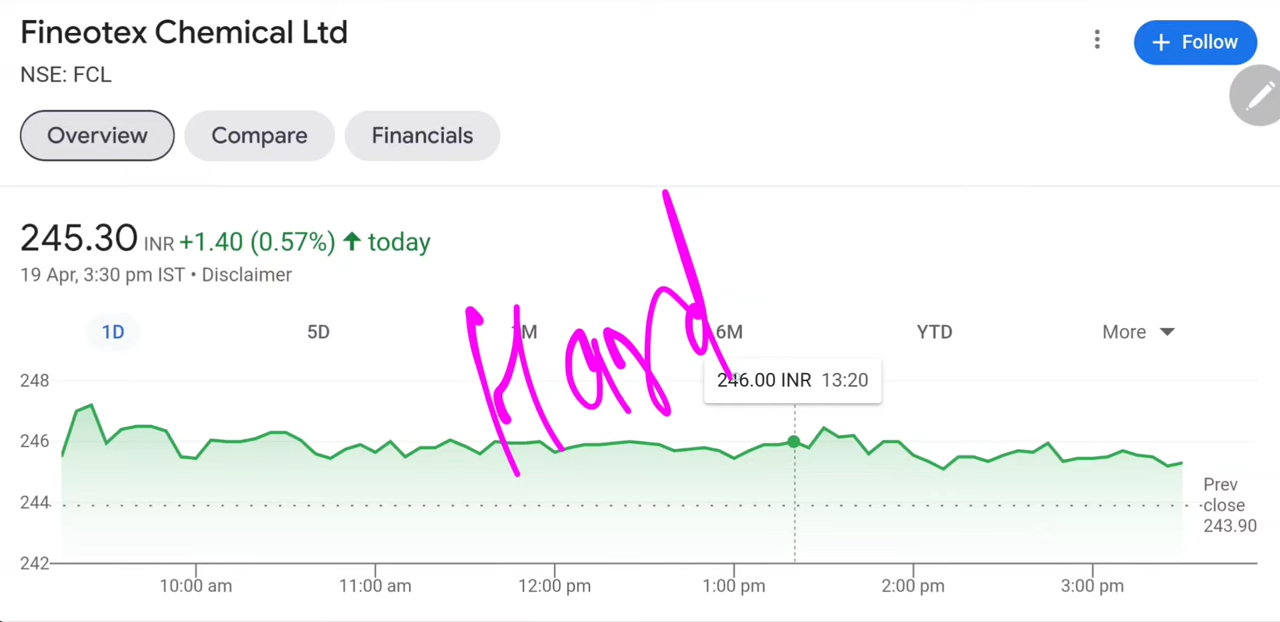 Fineotex Chemical Ltd
+ Follow
NSE: FCL
Overview Compare Financials
245.30 INR +1.40 (0.57%) ↑ today
19 Apr, 3:30 pm IST • Disclaimer
1D 5D 6M YTD More
Hand
246.00 INR 13:20
248
246
244
242
Prev
close
243.90
10:00 am 11:00 am 12:00 pm 1:00 pm 2:00 pm 3:00 pm